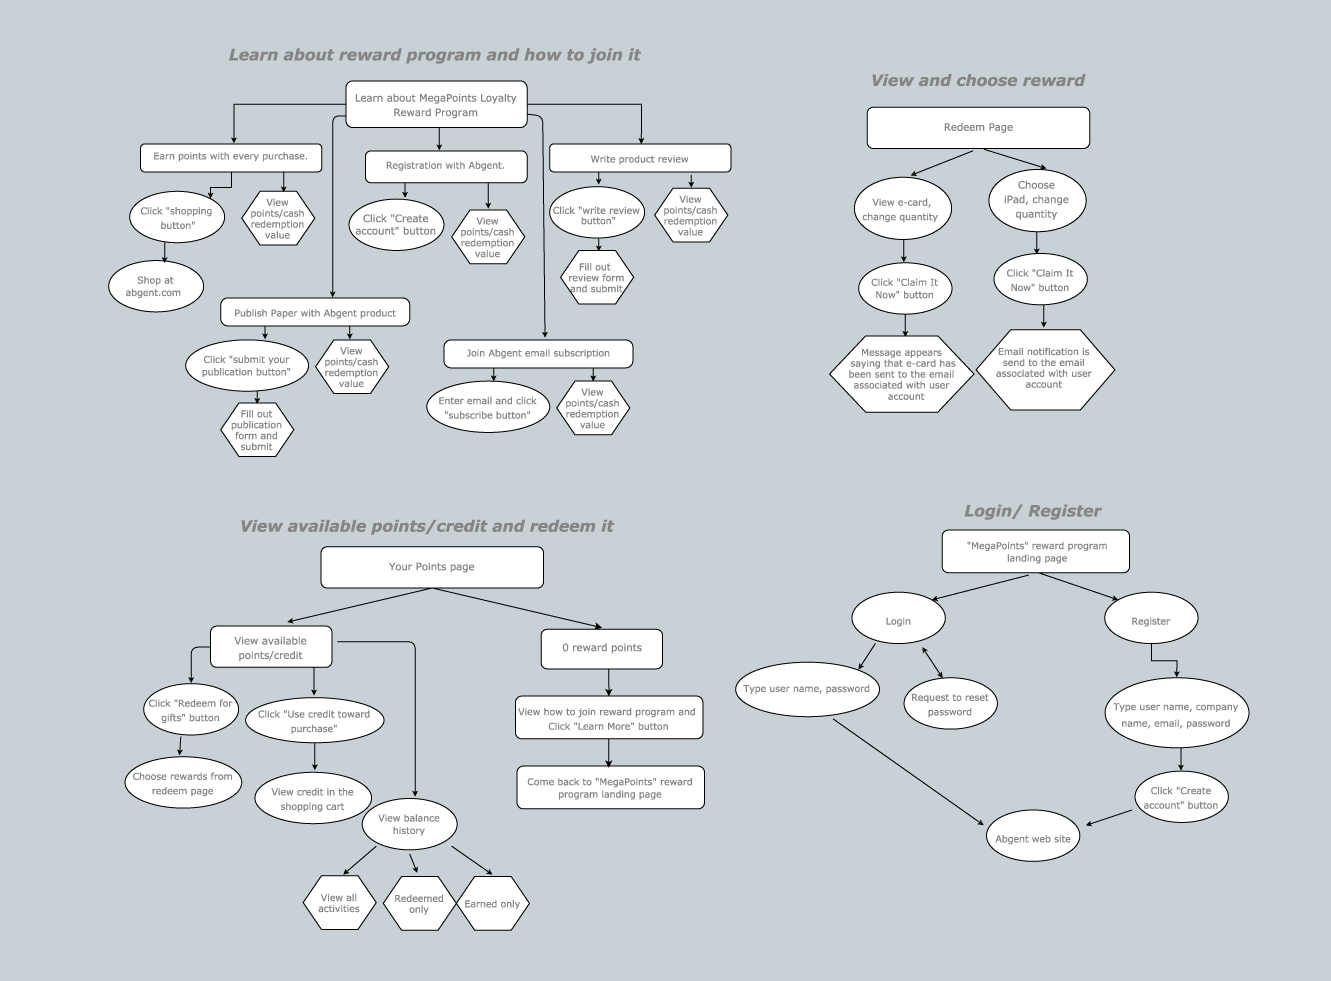 Learn about reward program and how to join it
Learn about MegaPoints Loyalty
Reward Program
Earn points with every purchase.
Click "shopping
button"
Shop at
abgent.com
View
points/cash
redemption
value
Registration with Abgent.
Click "Create
account" button
View
points/cash
redemption
value
Write product review
Click "write review
button"
Fill out
review form
and submit
View
points/cash
redemption
value
Publish Paper with Abgent product
Click "submit your
publication button"
Fill out
publication
form and
submit
View
points/cash
redemption
value
Join Abgent email subscription
Enter email and click
"subscribe button"
View
points/cash
redemption
value
View and choose reward
Redeem Page
View e-card,
change quantity
Click "Claim It
Now" button
Message appears
saying that e-card has
been sent to the email
associated with user
account
Choose
iPad, change
quantity
Click "Claim It
Now" button
Email notification is
send to the email
associated with user
account
View available points/credit and redeem it
Your Points page
View available
points/credit
Click "Redeem for
gifts" button
Choose rewards from
redeem page
Click "Use credit toward
purchase"
View credit in the
shopping cart
View balance
history
View all
activities
Redeemed
only
Earned only
0 reward points
View how to join reward program and
Click "Learn More" button
Come back to "MegaPoints" reward
program landing page
Login/ Register
"MegaPoints" reward program
landing page
Login
Type user name, password
Request to reset
password
Register
Type user name, company
name, email, password
Click "Create
account" button
Abgent web site